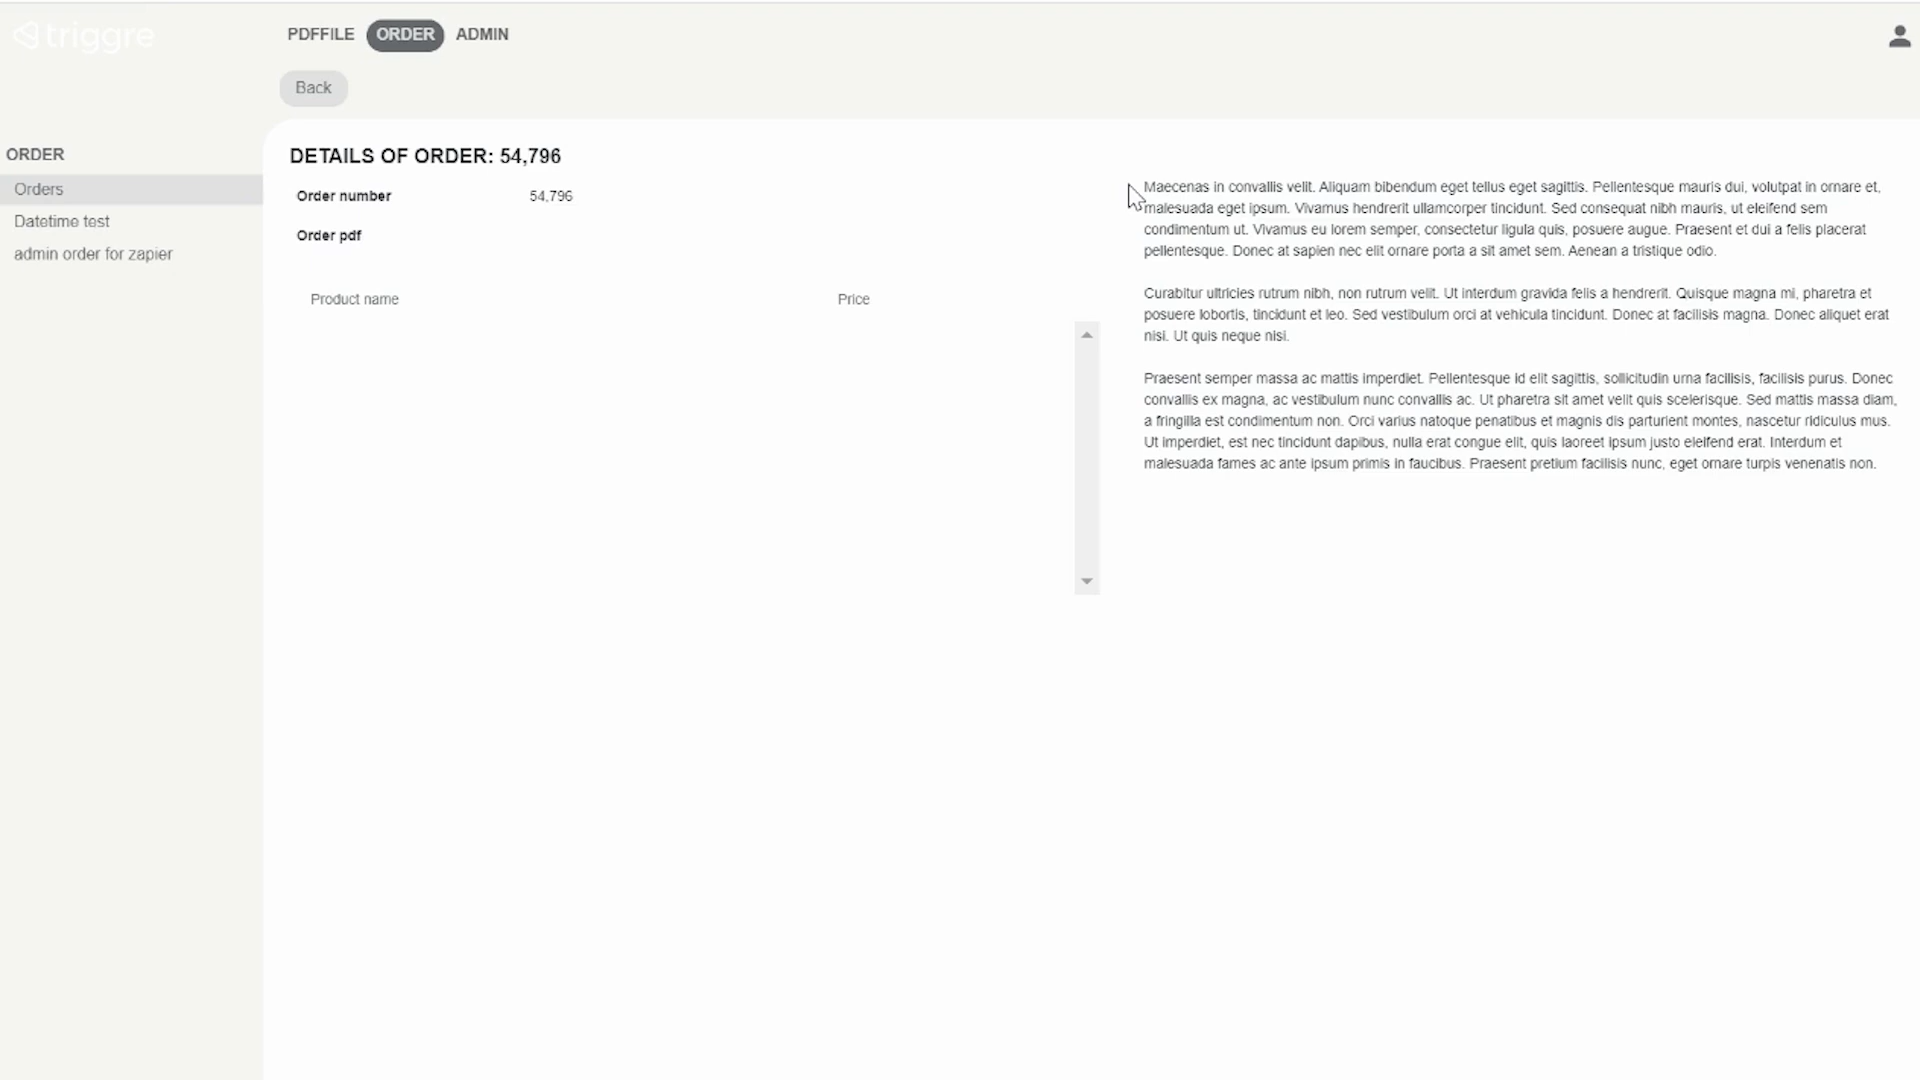 triggre
PDFFILE ORDER ADMIN
Back
ORDER
Orders
Datetime test
admin order for zapier
DETAILS OF ORDER: 54,796
Order number 54,796
Order pdf
Product name Price
Maecenas in convallis velit. Aliquam bibendum eget tellus eget sagittis. Pellentesque mauris dui, volutpat in ornare et,
malesuada eget ipsum. Vivamus hendrerit ullamcorper tincidunt. Sed consequat nibh mauris, ut eleifend sem
condimentum ut. Vivamus eu lorem semper, consectetur ligula quis, posuere augue. Praesent et dui a felis placerat
pellentesque. Donec at sapien nec elit ornare porta a sit amet sem. Aenean a tristique odio.
Curabitur ultricies rutrum nibh, non rutrum velit. Ut interdum gravida felis a hendrerit. Quisque magna mi, pharetra et
posuere lobortis, tincidunt et leo. Sed vestibulum orci at vehicula tincidunt. Donec at facilisis magna. Donec aliquet erat
nisi. Ut quis neque nisi.
Praesent semper massa ac mattis imperdiet. Pellentesque id elit sagittis, sollicitudin urna facilisis, facilisis purus. Donec
convallis ex magna, ac vestibulum nunc convallis ac. Ut pharetra sit amet velit quis scelerisque. Sed mattis massa diam,
a fringilla est condimentum non. Orci varius natoque penatibus et magnis dis parturient montes, nascetur ridiculus mus.
Ut imperdiet, est nec tincidunt dapibus, nulla erat congue elit, quis laoreet ipsum justo eleifend erat. Interdum et
malesuada fames ac ante ipsum primis in faucibus. Praesent pretium facilisis nunc, eget ornare turpis venenatis non.